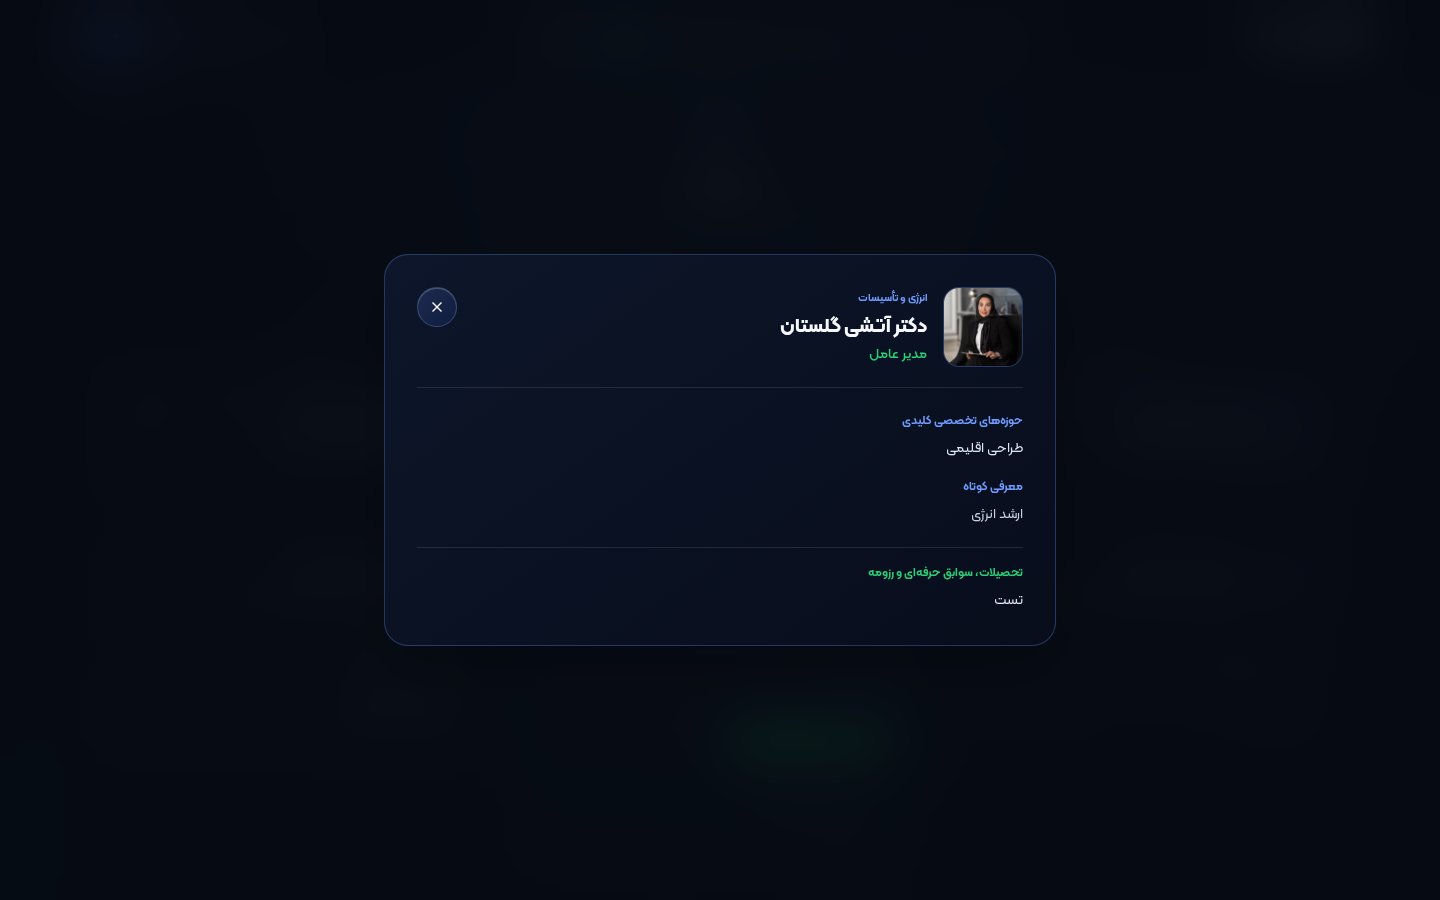 انرژی و تأسیسات
دکتر آتشی گلستان
مدیر عامل
حوزه‌های تخصصی کلیدی
طراحی اقلیمی
معرفی کوتاه
ارشد انرژی
تحصیلات، سوابق حرفه‌ای و رزومه
تست